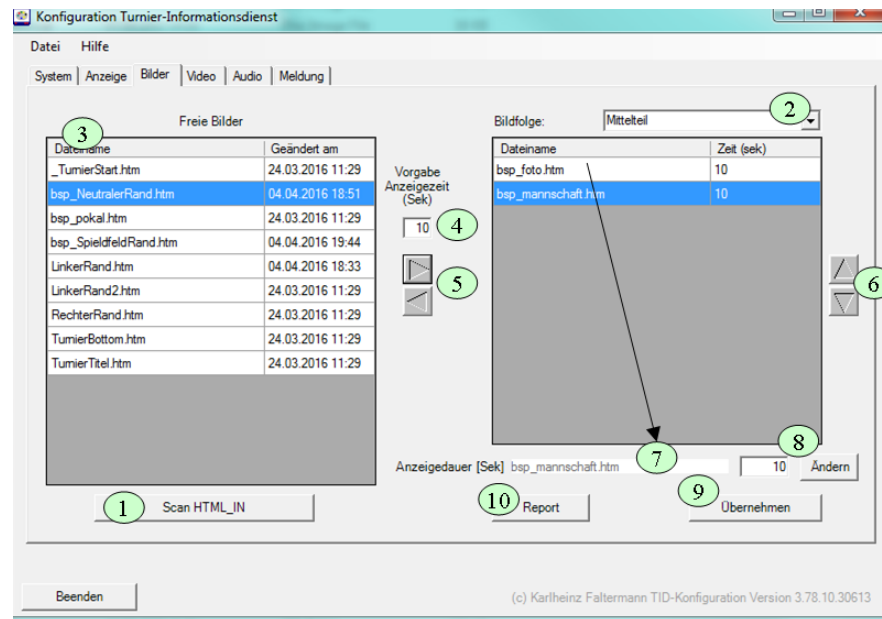 Konfiguration Turnier-Informationsdienst
Datei Hilfe
System Anzeige Bilder Video Audio Meldung
Freie Bilder
3
Dateiname Geändert am
_TurnierStart.htm 24.03.2016 11:29
bsp_NeutralerRand.htm 04.04.2016 18:51
bsp_pokal.htm 24.03.2016 11:29
bsp_SpieldfeldRand.htm 04.04.2016 19:44
LinkerRand.htm 04.04.2016 18:33
LinkerRand2.htm 24.03.2016 11:29
RechterRand.htm 24.03.2016 11:29
TurnierBottom.htm 24.03.2016 11:29
TurnierTitel.htm 24.03.2016 11:29
Vorgabe
Anzeigezeit
(Sek)
10 4
5
Bildfolge: Mittelteil 2
Dateiname Zeit (sek)
bsp_foto.htm 10
bsp_mannschaft.htm 10
6
Anzeigedauer [Sek] bsp_mannschaft.htm 7 10 8 Ändern
1 Scan HTML_IN
10 Report
9 Übernehmen
Beenden
(c) Karlheinz Faltermann TID-Konfiguration Version 3.78.10.30613